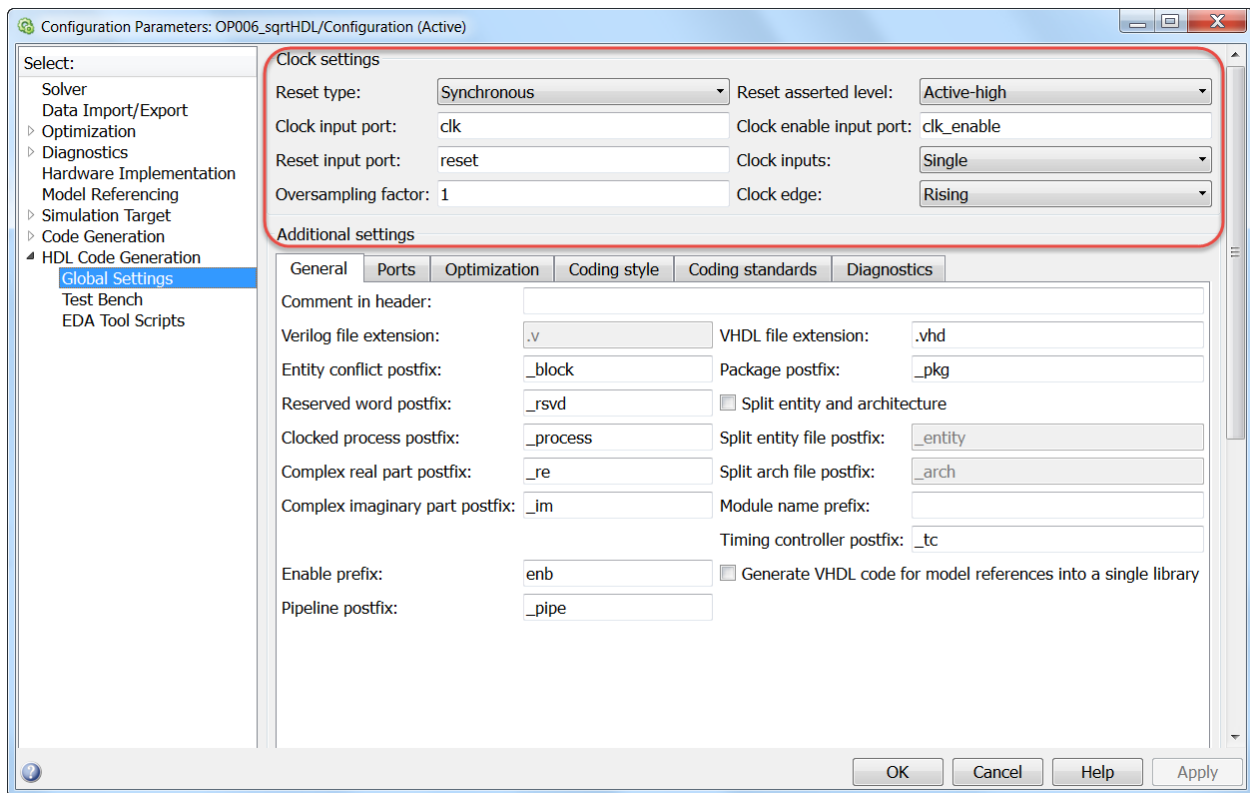 Configuration Parameters: OP006_sqrtHDL/Configuration (Active)
Select:
Solver
Data Import/Export
Optimization
Diagnostics
Hardware Implementation
Model Referencing
Simulation Target
Code Generation
HDL Code Generation
Global Settings
Test Bench
EDA Tool Scripts
Clock settings
Reset type: Synchronous Reset asserted level: Active-high
Clock input port: clk Clock enable input port: clk_enable
Reset input port: reset Clock inputs: Single
Oversampling factor: 1 Clock edge: Rising
Additional settings
General Ports Optimization Coding style Coding standards Diagnostics
Comment in header:
Verilog file extension: .v VHDL file extension: .vhd
Entity conflict postfix: _block Package postfix: _pkg
Reserved word postfix: _rsvd Split entity and architecture
Clocked process postfix: _process Split entity file postfix: _entity
Complex real part postfix: _re Split arch file postfix: _arch
Complex imaginary part postfix: _im Module name prefix:
Timing controller postfix: _tc
Enable prefix: enb Generate VHDL code for model references into a single library
Pipeline postfix: _pipe
OK Cancel Help Apply